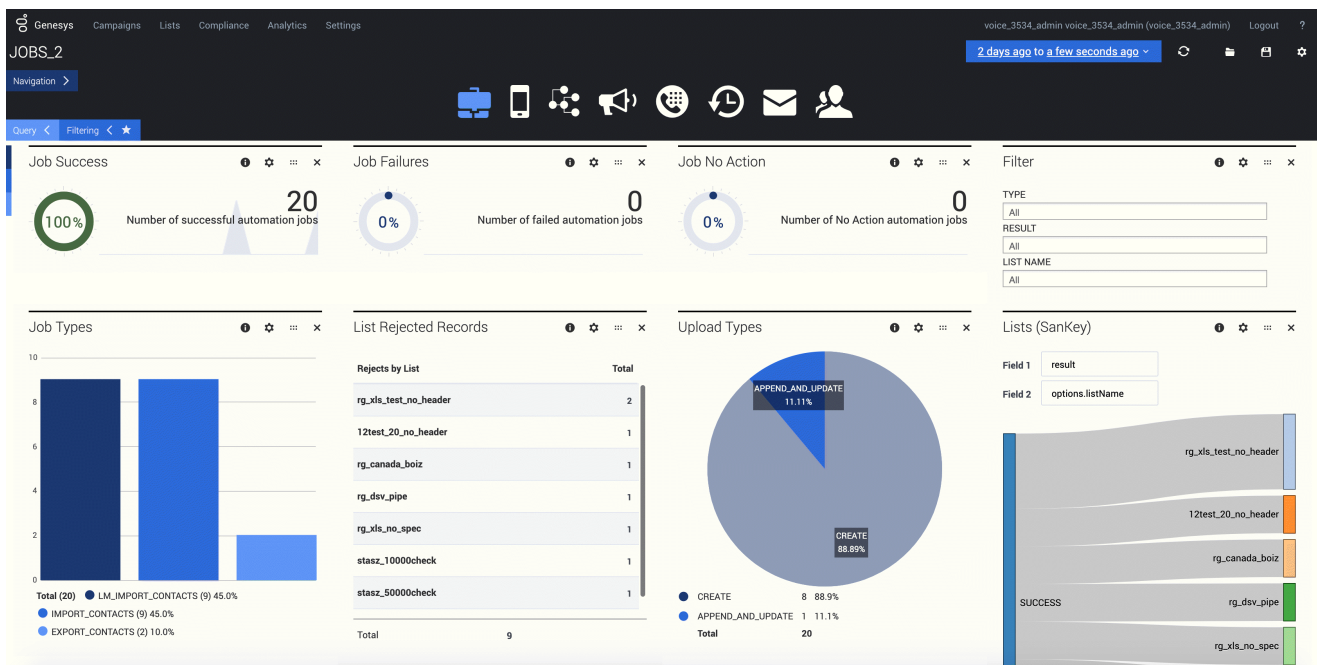 Genesys Campaigns Lists Compliance Analytics Settings voice_3534_admin voice_3534_admin (voice_3534_admin) Logout ?
JOBS_2 2 days ago to a few seconds ago
Navigation
Query Filtering
Job Success
100%
20
Number of successful automation jobs
Job Failures
0%
0
Number of failed automation jobs
Job No Action
0%
0
Number of No Action automation jobs
Filter
TYPE
All
RESULT
All
LIST NAME
All
Job Types
10
8
6
4
2
0
Total (20) LM_IMPORT_CONTACTS (9) 45.0%
IMPORT_CONTACTS (9) 45.0%
EXPORT_CONTACTS (2) 10.0%
List Rejected Records
Rejects by List Total
rg_xls_test_no_header 2
12test_20_no_header 1
rg_canada_boiz 1
rg_dsv_pipe 1
rg_xls_no_spec 1
stasz_10000check 1
stasz_50000check 1
Total 9
Upload Types
APPEND_AND_UPDATE
11.11%
CREATE
88.89%
CREATE 8 88.9%
APPEND_AND_UPDATE 1 11.1%
Total 20
Lists (SanKey)
Field 1 result
Field 2 options.listName
rg_xls_test_no_header
12test_20_no_header
rg_canada_boiz
SUCCESS rg_dsv_pipe
rg_xls_no_spec